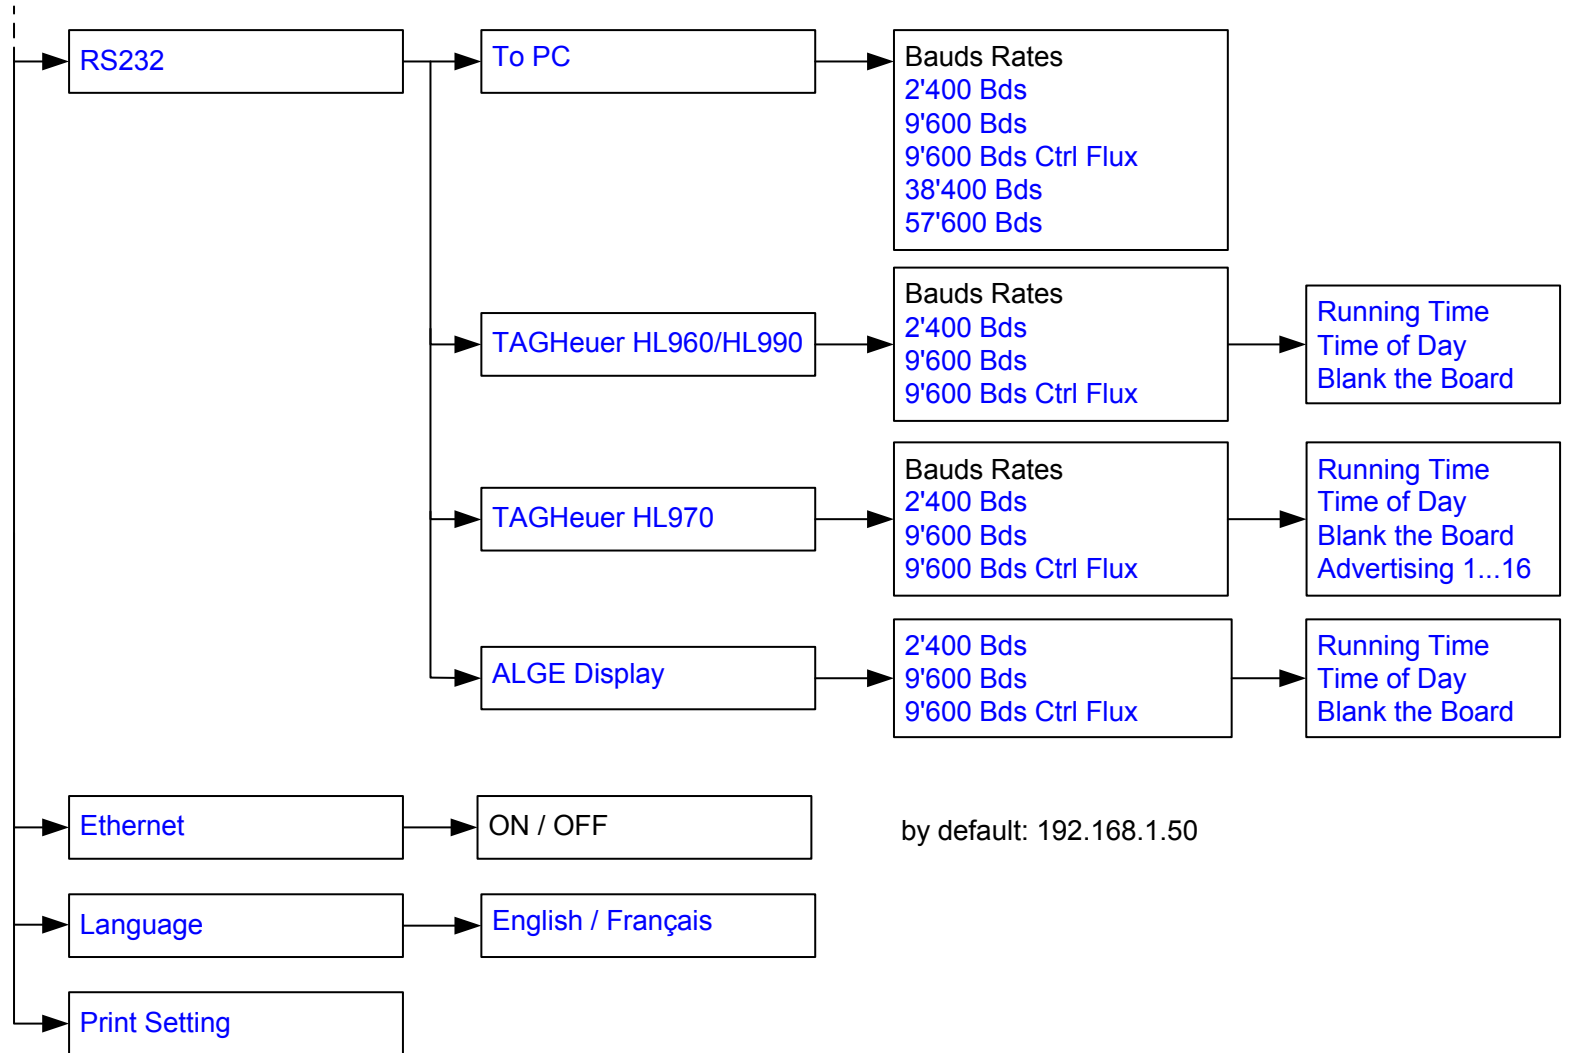 RS232
To PC
Bauds Rates
2'400 Bds
9'600 Bds
9'600 Bds Ctrl Flux
38'400 Bds
57'600 Bds
TAGHeuer HL960/HL990
Bauds Rates
2'400 Bds
9'600 Bds
9'600 Bds Ctrl Flux
Running Time
Time of Day
Blank the Board
TAGHeuer HL970
Bauds Rates
2'400 Bds
9'600 Bds
9'600 Bds Ctrl Flux
Running Time
Time of Day
Blank the Board
Advertising 1...16
ALGE Display
2'400 Bds
9'600 Bds
9'600 Bds Ctrl Flux
Running Time
Time of Day
Blank the Board
Ethernet
ON / OFF
by default: 192.168.1.50
Language
English / Français
Print Setting